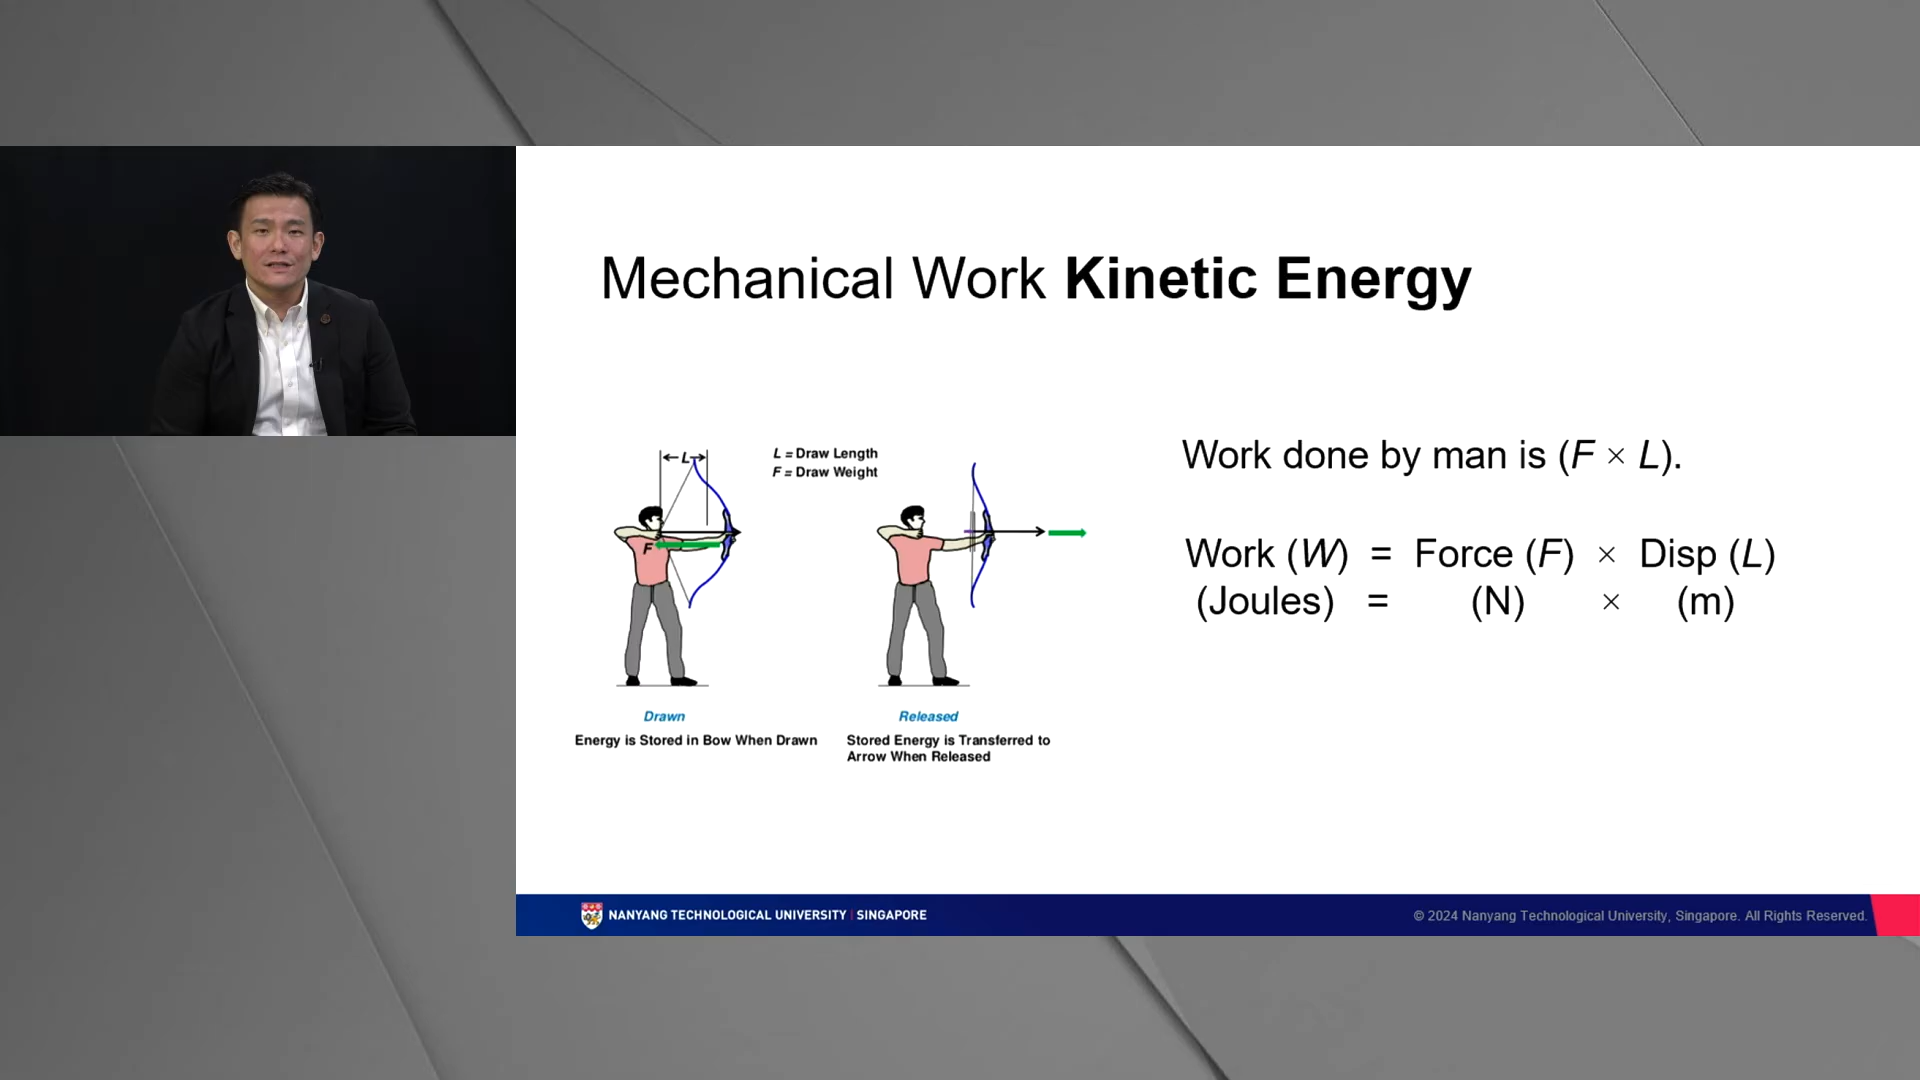 Mechanical Work Kinetic Energy
L
L = Draw Length
F = Draw Weight
F
Drawn
Energy is Stored in Bow When Drawn
Released
Stored Energy is Transferred to
Arrow When Released
Work done by man is (F × L).
Work (W) = Force (F) × Disp (L)
(Joules) = (N) × (m)
NANYANG TECHNOLOGICAL UNIVERSITY | SINGAPORE
© 2024 Nanyang Technological University, Singapore. All Rights Reserved.